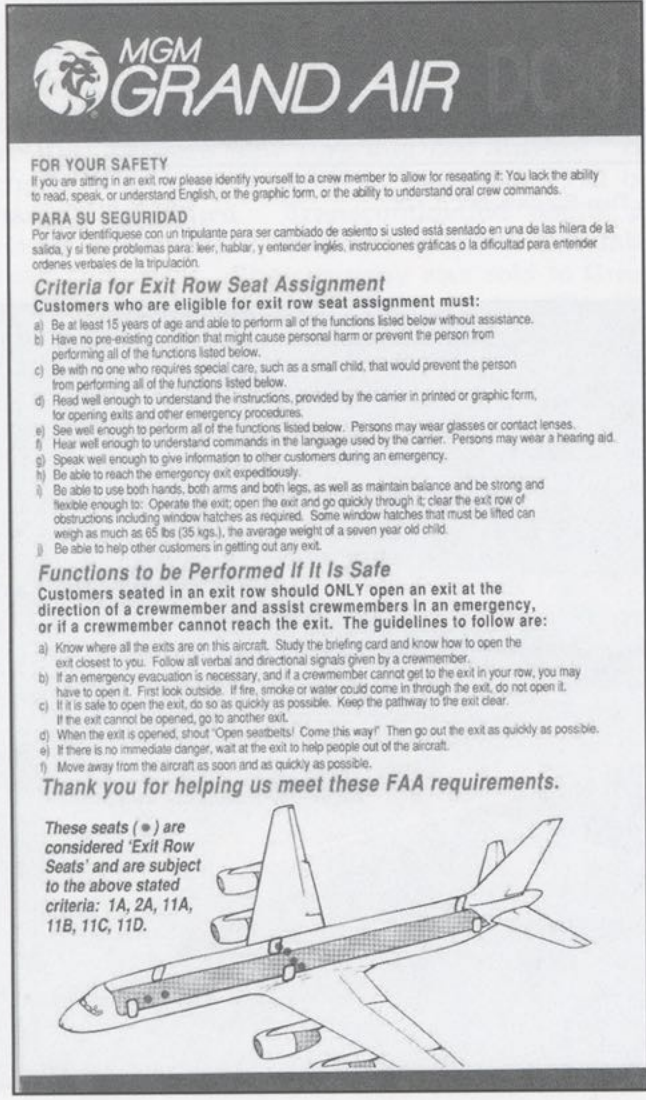 MGM
GRAND AIR DC-8
FOR YOUR SAFETY
If you are sitting in an exit row please identify yourself to a crew member to allow for reseating if: You lack the ability
to read, speak, or understand English, or the graphic form, or the ability to understand oral crew commands.
PARA SU SEGURIDAD
Por favor identifiquese con un tripulante para ser cambiado de asiento si usted está sentado en una de las hilera de la
salida, y si tiene problemas para: leer, hablar, y entender inglés, instrucciones gráficas o la dificultad para entender
ordenes verbales de la tripulación.
Criteria for Exit Row Seat Assignment
Customers who are eligible for exit row seat assignment must:
a) Be at least 15 years of age and able to perform all of the functions listed below without assistance.
b) Have no pre-existing condition that might cause personal harm or prevent the person from
performing all of the functions listed below.
c) Be with no one who requires special care, such as a small child, that would prevent the person
from performing all of the functions listed below.
d) Read well enough to understand the instructions, provided by the carrier in printed or graphic form,
for opening exits and other emergency procedures.
e) See well enough to perform all of the functions listed below. Persons may wear glasses or contact lenses.
f) Hear well enough to understand commands in the language used by the carrier. Persons may wear a hearing aid.
g) Speak well enough to give information to other customers during an emergency.
h) Be able to reach the emergency exit expeditiously.
i) Be able to use both hands, both arms and both legs, as well as maintain balance and be strong and
flexible enough to: Operate the exit; open the exit and go quickly through it; clear the exit row of
obstructions including window hatches as required. Some window hatches that must be lifted can
weigh as much as 65 lbs (35 kgs.), the average weight of a seven year old child.
j) Be able to help other customers in getting out any exit.
Functions to be Performed If It Is Safe
Customers seated in an exit row should ONLY open an exit at the
direction of a crewmember and assist crewmembers in an emergency,
or if a crewmember cannot reach the exit. The guidelines to follow are:
a) Know where all the exits are on this aircraft. Study the briefing card and know how to open the
exit closest to you. Follow all verbal and directional signals given by a crewmember.
b) If an emergency evacuation is necessary, and if a crewmember cannot get to the exit in your row, you may
have to open it. First look outside. If fire, smoke or water could come in through the exit, do not open it.
c) If it is safe to open the exit, do so as quickly as possible. Keep the pathway to the exit clear.
If the exit cannot be opened, go to another exit.
d) When the exit is opened, shout "Open seatbelts! Come this way!" Then go out the exit as quickly as possible.
e) If there is no immediate danger, wait at the exit to help people out of the aircraft.
f) Move away from the aircraft as soon and as quickly as possible.
Thank you for helping us meet these FAA requirements.
These seats (•) are
considered 'Exit Row
Seats' and are subject
to the above stated
criteria: 1A, 2A, 11A,
11B, 11C, 11D.